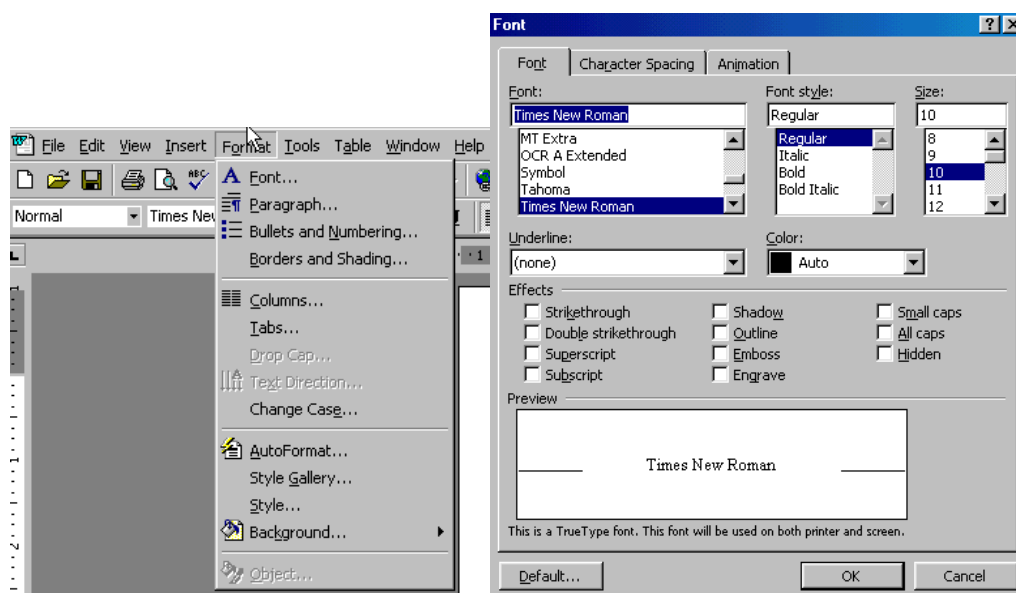 File Edit View Insert Format Tools Table Window Help
ABC
Normal Times New
1
Font...
Paragraph...
Bullets and Numbering...
Borders and Shading...
Columns...
Tabs...
Drop Cap...
Text Direction...
Change Case...
AutoFormat...
Style Gallery...
Style...
Background...
Object...
1
2
Font
Font Character Spacing Animation
Font: Font style: Size:
Times New Roman Regular 10
MT Extra Regular 8
OCR A Extended Italic 9
Symbol Bold 10
Tahoma Bold Italic 11
Times New Roman 12
Underline: Color:
(none) Auto
Effects
Strikethrough Shadow Small caps
Double strikethrough Outline All caps
Superscript Emboss Hidden
Subscript Engrave
Preview
Times New Roman
This is a TrueType font. This font will be used on both printer and screen.
Default... OK Cancel